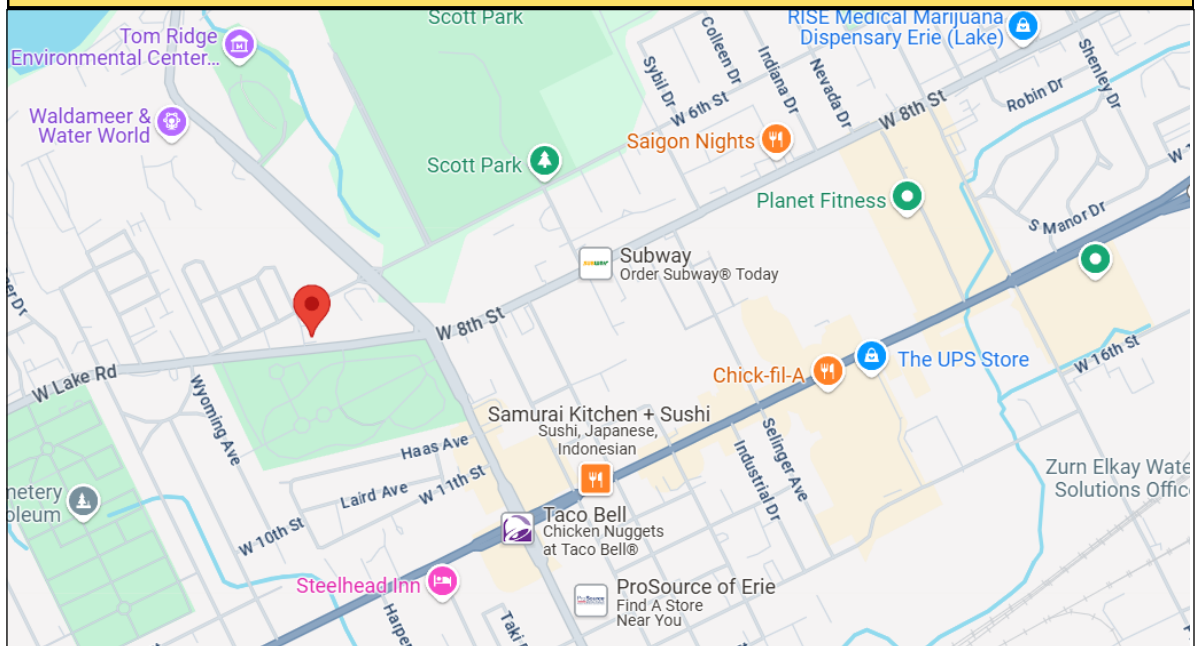 Scott Park
RISE Medical Marijuana
Dispensary Erie (Lake)
Tom Ridge
Environmental Center...
Colleen Dr
Indiana Dr
Nevada Dr
Shenley Dr
Sybil Dr
W 6th St
W 8th St
Robin Dr
Waldameer &
Water World
Saigon Nights
Scott Park
Planet Fitness
S Manor Dr
Subway
Order Subway® Today
SUBWAY
W 8th St
W Lake Rd
The UPS Store
Chick-fil-A
W 16th St
Wyoming Ave
Samurai Kitchen + Sushi
Sushi, Japanese,
Indonesian
Haas Ave
Laird Ave
W 11th St
W 10th St
Industrial Dr
Selinger Ave
Zurn Elkay Wate
Solutions Offic
metery
oleum
Taco Bell
Chicken Nuggets
at Taco Bell®
Steelhead Inn
ProSource of Erie
Find A Store
Near You
Harpe
Taki